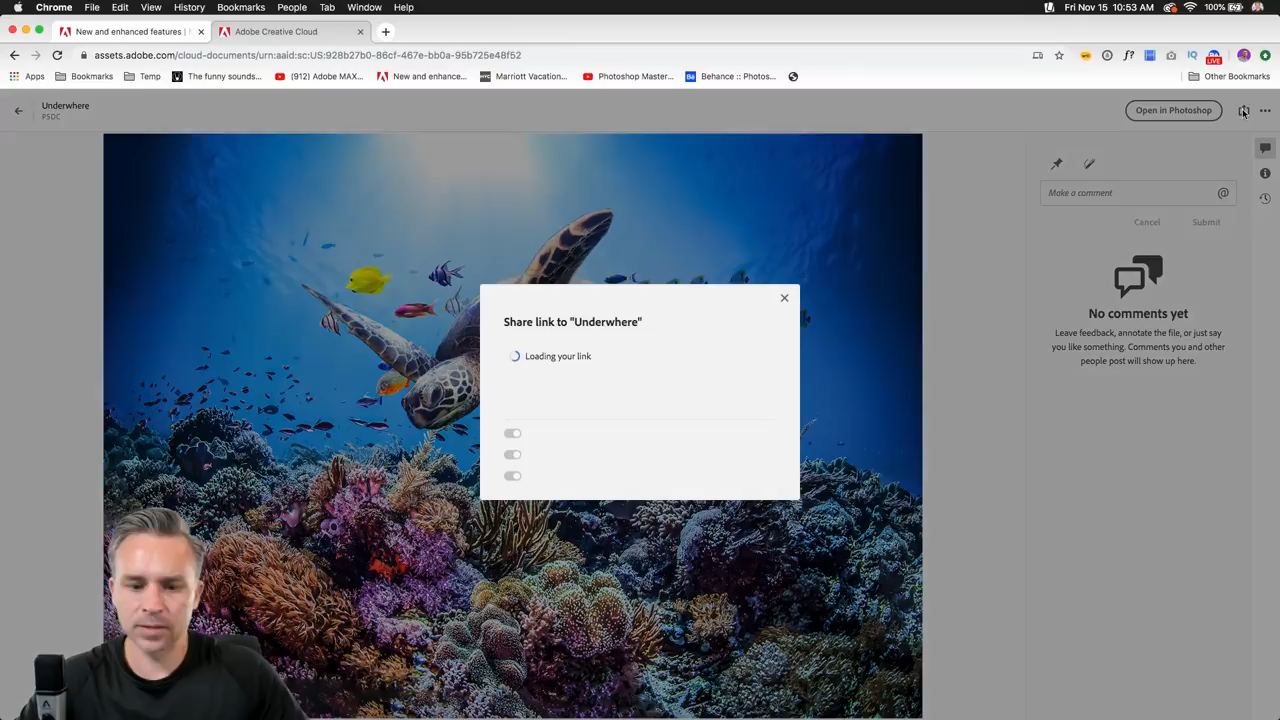 Chrome File Edit View History Bookmarks People Tab Window Help
Fri Nov 15 10:53 AM 100%
New and enhanced features |
Adobe Creative Cloud
assets.adobe.com/cloud-documents/urn:aaid:sc:US:928b27b0-86cf-467e-bb0a-95b725e48f52
f?
IQ
LIVE
Apps Bookmarks Temp The funny sounds... (912) Adobe MAX... New and enhance... Marriott Vacation... Photoshop Master... Behance :: Photos... Other Bookmarks
Underwhere
PSDC
Open in Photoshop
Make a comment @
Cancel Submit
Share link to "Underwhere"
Loading your link
No comments yet
Leave feedback, annotate the file, or just say
you like something. Comments you and other
people post will show up here.